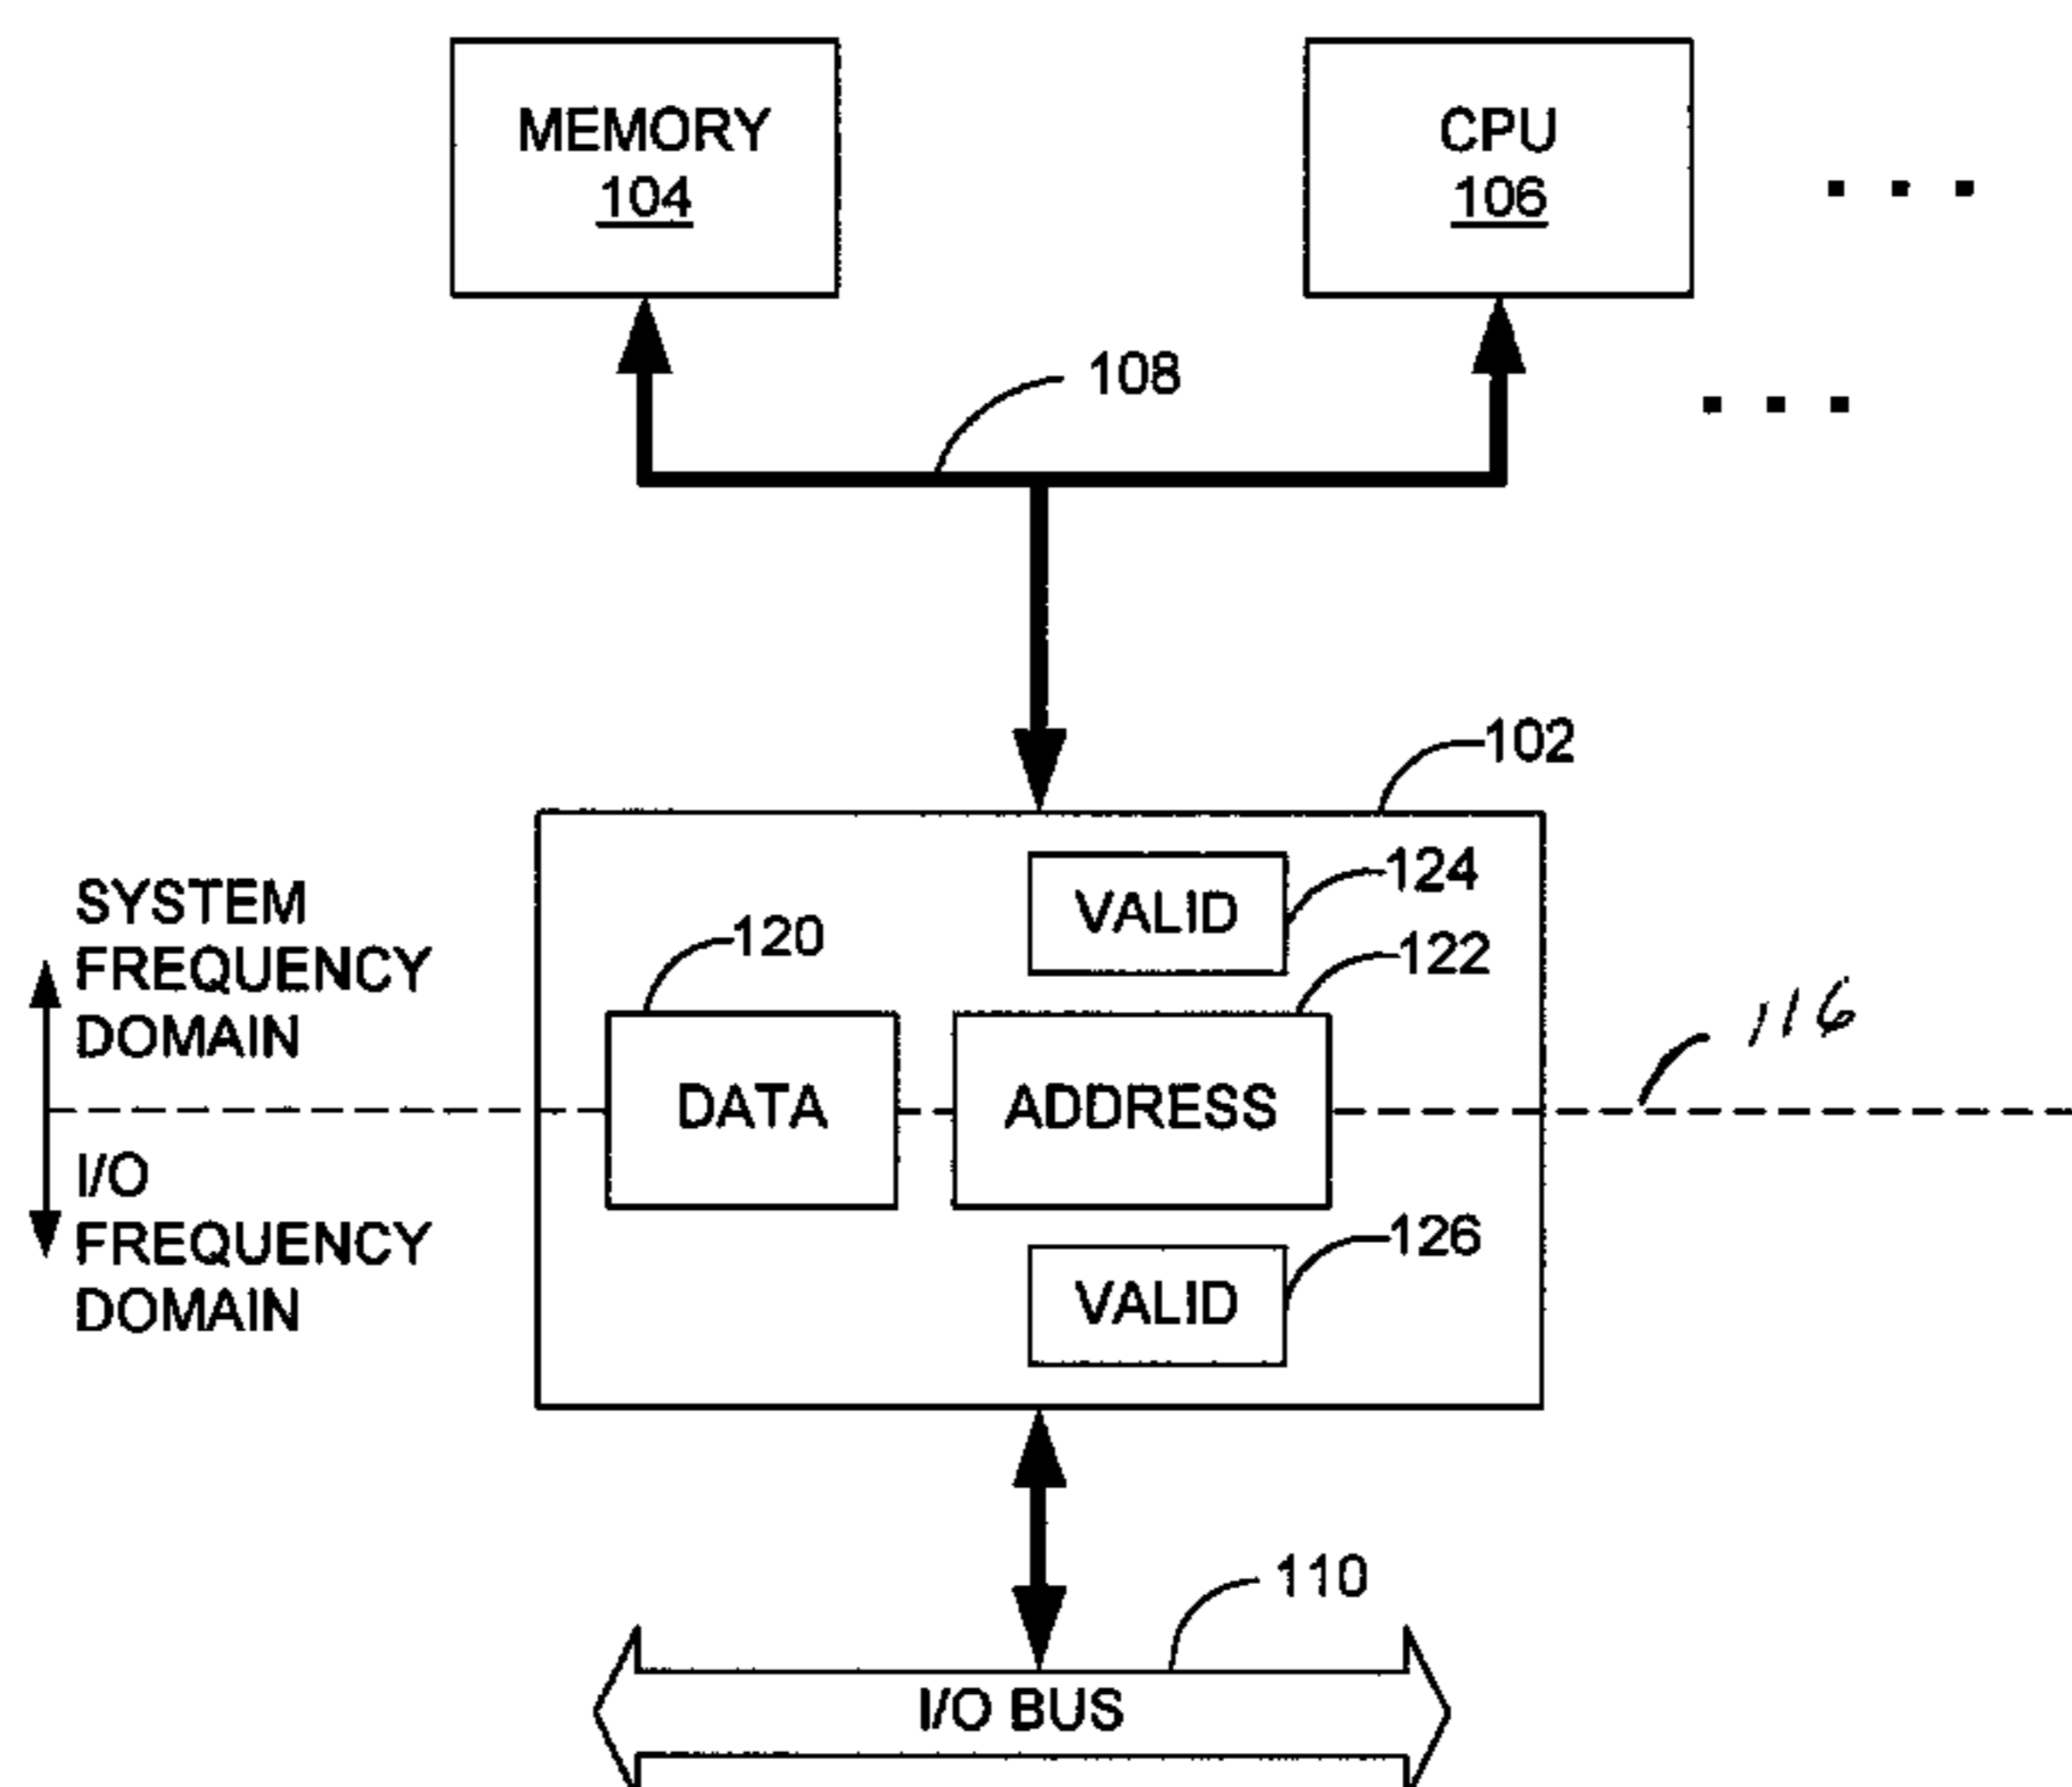 MEMORY
104
CPU
106
. . .
108
. . .
102
VALID
124
SYSTEM
FREQUENCY
DOMAIN
120
122
116
DATA
ADDRESS
I/O
FREQUENCY
DOMAIN
VALID
126
110
I/O BUS